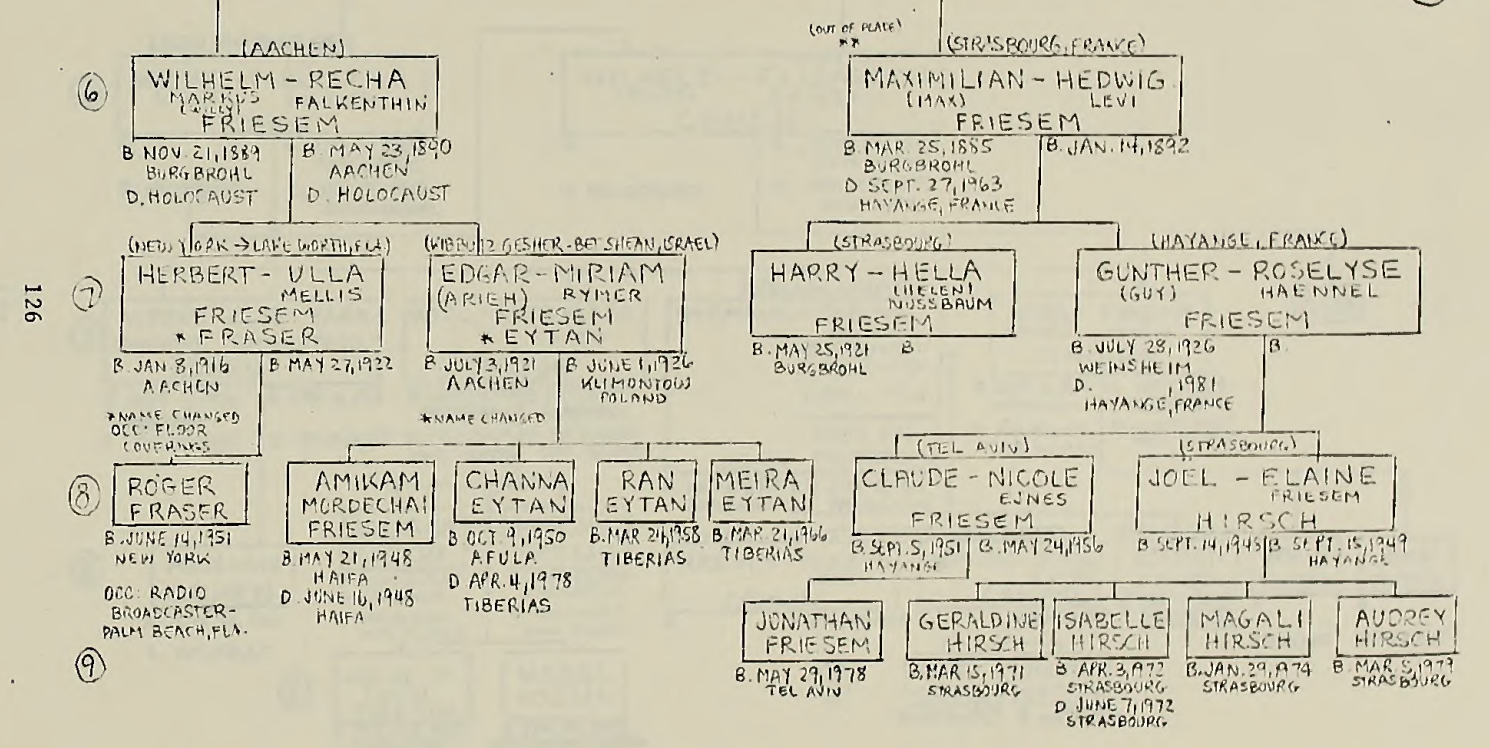 (AACHEN)
⑥ WILHELM - RECHA
MARKUS FALKENTHIN
(WILLY)
FRIESEM
B NOV. 21, 1889 B. MAY 23, 1890
BURGBROHL AACHEN
D. HOLOCAUST D. HOLOCAUST
(OUT OF PLACE)
**
(STRASBOURG, FRANCE)
MAXIMILIAN - HEDWIG
(MAX) LEVI
FRIESEM
B. MAR. 25, 1885 B. JAN. 14, 1892
BURGBROHL
D SEPT. 27, 1963
HAYANGE, FRANCE
126
⑦
(NEW YORK → LAKE WORTH, FLA.)
HERBERT - ULLA
MELLIS
FRIESEM
* FRASER
B. JAN 8, 1916 B MAY 27, 1922
AACHEN
*NAME CHANGED
OCC: FLOOR
COVERINGS
(KIBBUTZ GESHER-BET SHEAN, ISRAEL)
EDGAR - MIRIAM
(ARIEH) RYMER
FRIESEM
* EYTAN
B JULY 3, 1921 B JUNE 1, 1926
AACHEN KLIMONTOW
POLAND
*NAME CHANGED
(STRASBOURG)
HARRY - HELLA
(HELEN)
NUSSBAUM
FRIESEM
B. MAY 25, 1921 B
BURGBROHL
(HAYANGE, FRANCE)
GUNTHER - ROSELYSE
(GUY) HAENNEL
FRIESEM
B. JULY 28, 1926 B.
WEINSHEIM
D. , 1981
HAYANGE, FRANCE
⑧
ROGER
FRASER
B. JUNE 14, 1951
NEW YORK
OCC: RADIO
BROADCASTER-
PALM BEACH, FLA.
AMIKAM
MORDECHAI
FRIESEM
B. MAY 21, 1948
HAIFA
D. JUNE 16, 1948
HAIFA
CHANNA
EYTAN
B OCT. 9, 1950
AFULA
D APR. 4, 1978
TIBERIAS
RAN
EYTAN
B. MAR 24, 1958
TIBERIAS
MEIRA
EYTAN
B. MAR. 21, 1966
TIBERIAS
(TEL AVIV)
CLAUDE - NICOLE
EJNES
FRIESEM
B. SEPT. 5, 1951 B. MAY 24, 1956
HAYANGE
(STRASBOURG)
JOEL - ELAINE
FRIESEM
HIRSCH
B SEPT. 14, 1945 B SEPT. 15, 1949
HAYANGE
⑨
JONATHAN
FRIESEM
B. MAY 29, 1978
TEL AVIV
GERALDINE
HIRSCH
B. MAR 15, 1971
STRASBOURG
ISABELLE
HIRSCH
B APR. 3, 1972
STRASBOURG
D JUNE 7, 1972
STRASBOURG
MAGALI
HIRSCH
B. JAN. 29, 1974
STRASBOURG
AUDREY
HIRSCH
B. MAR. 5, 1979
STRASBOURG